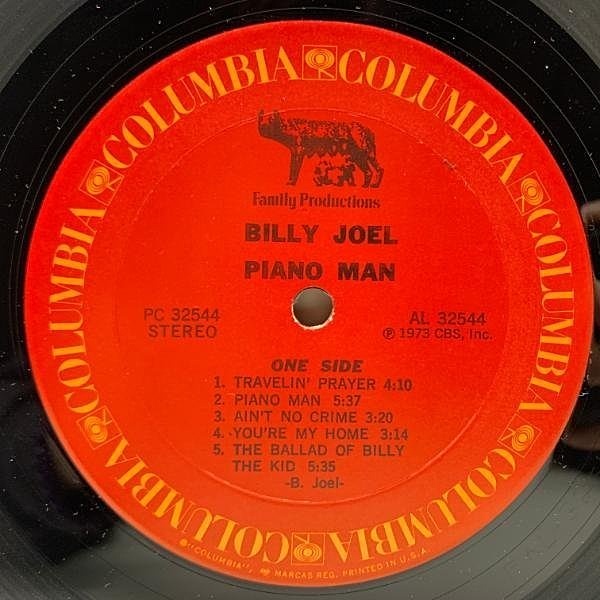 COLUMBIA COLUMBIA COLUMBIA COLUMBIA COLUMBIA COLUMBIA
Family Productions
BILLY JOEL
PIANO MAN
PC 32544
STEREO
AL 32544
℗ 1973 CBS, Inc.
ONE SIDE
1. TRAVELIN' PRAYER 4:10
2. PIANO MAN 5:37
3. AIN'T NO CRIME 3:20
4. YOU'RE MY HOME 3:14
5. THE BALLAD OF BILLY
THE KID 5:35
-B. Joel-
"COLUMBIA", MARCAS REG. PRINTED IN U.S.A.